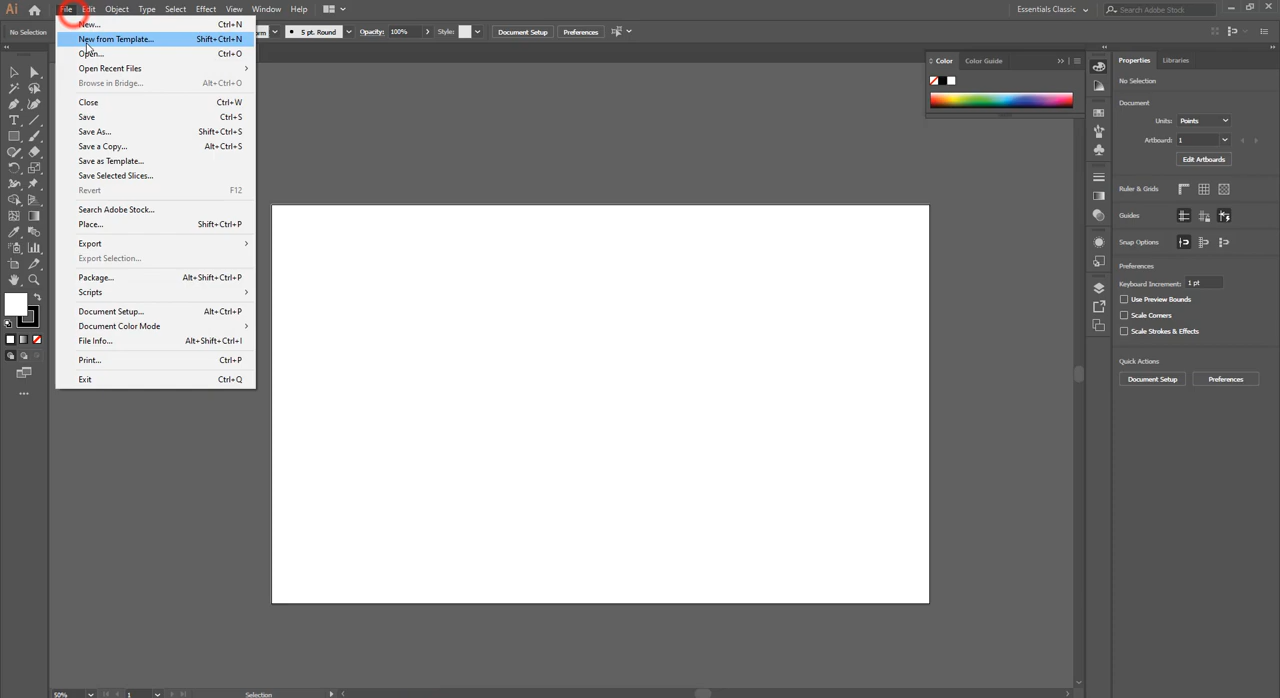 Ai File Edit Object Type Select Effect View Window Help Essentials Classic Search Adobe Stock
No Selection 5 pt. Round Opacity: 100% Style: Document Setup Preferences
New... Ctrl+N
New from Template... Shift+Ctrl+N
Open... Ctrl+O
Open Recent Files
Browse in Bridge... Alt+Ctrl+O
Close Ctrl+W
Save Ctrl+S
Save As... Shift+Ctrl+S
Save a Copy... Alt+Ctrl+S
Save as Template...
Save Selected Slices...
Revert F12
Search Adobe Stock...
Place... Shift+Ctrl+P
Export
Export Selection...
Package... Alt+Shift+Ctrl+P
Scripts
Document Setup... Alt+Ctrl+P
Document Color Mode
File Info... Alt+Shift+Ctrl+I
Print... Ctrl+P
Exit Ctrl+Q
Color Color Guide
Properties Libraries
No Selection
Document
Units: Points
Artboard: 1
Edit Artboards
Ruler & Grids
Guides
Snap Options
Preferences
Keyboard Increment: 1 pt
Use Preview Bounds
Scale Corners
Scale Strokes & Effects
Quick Actions
Document Setup Preferences
50% 1 Selection